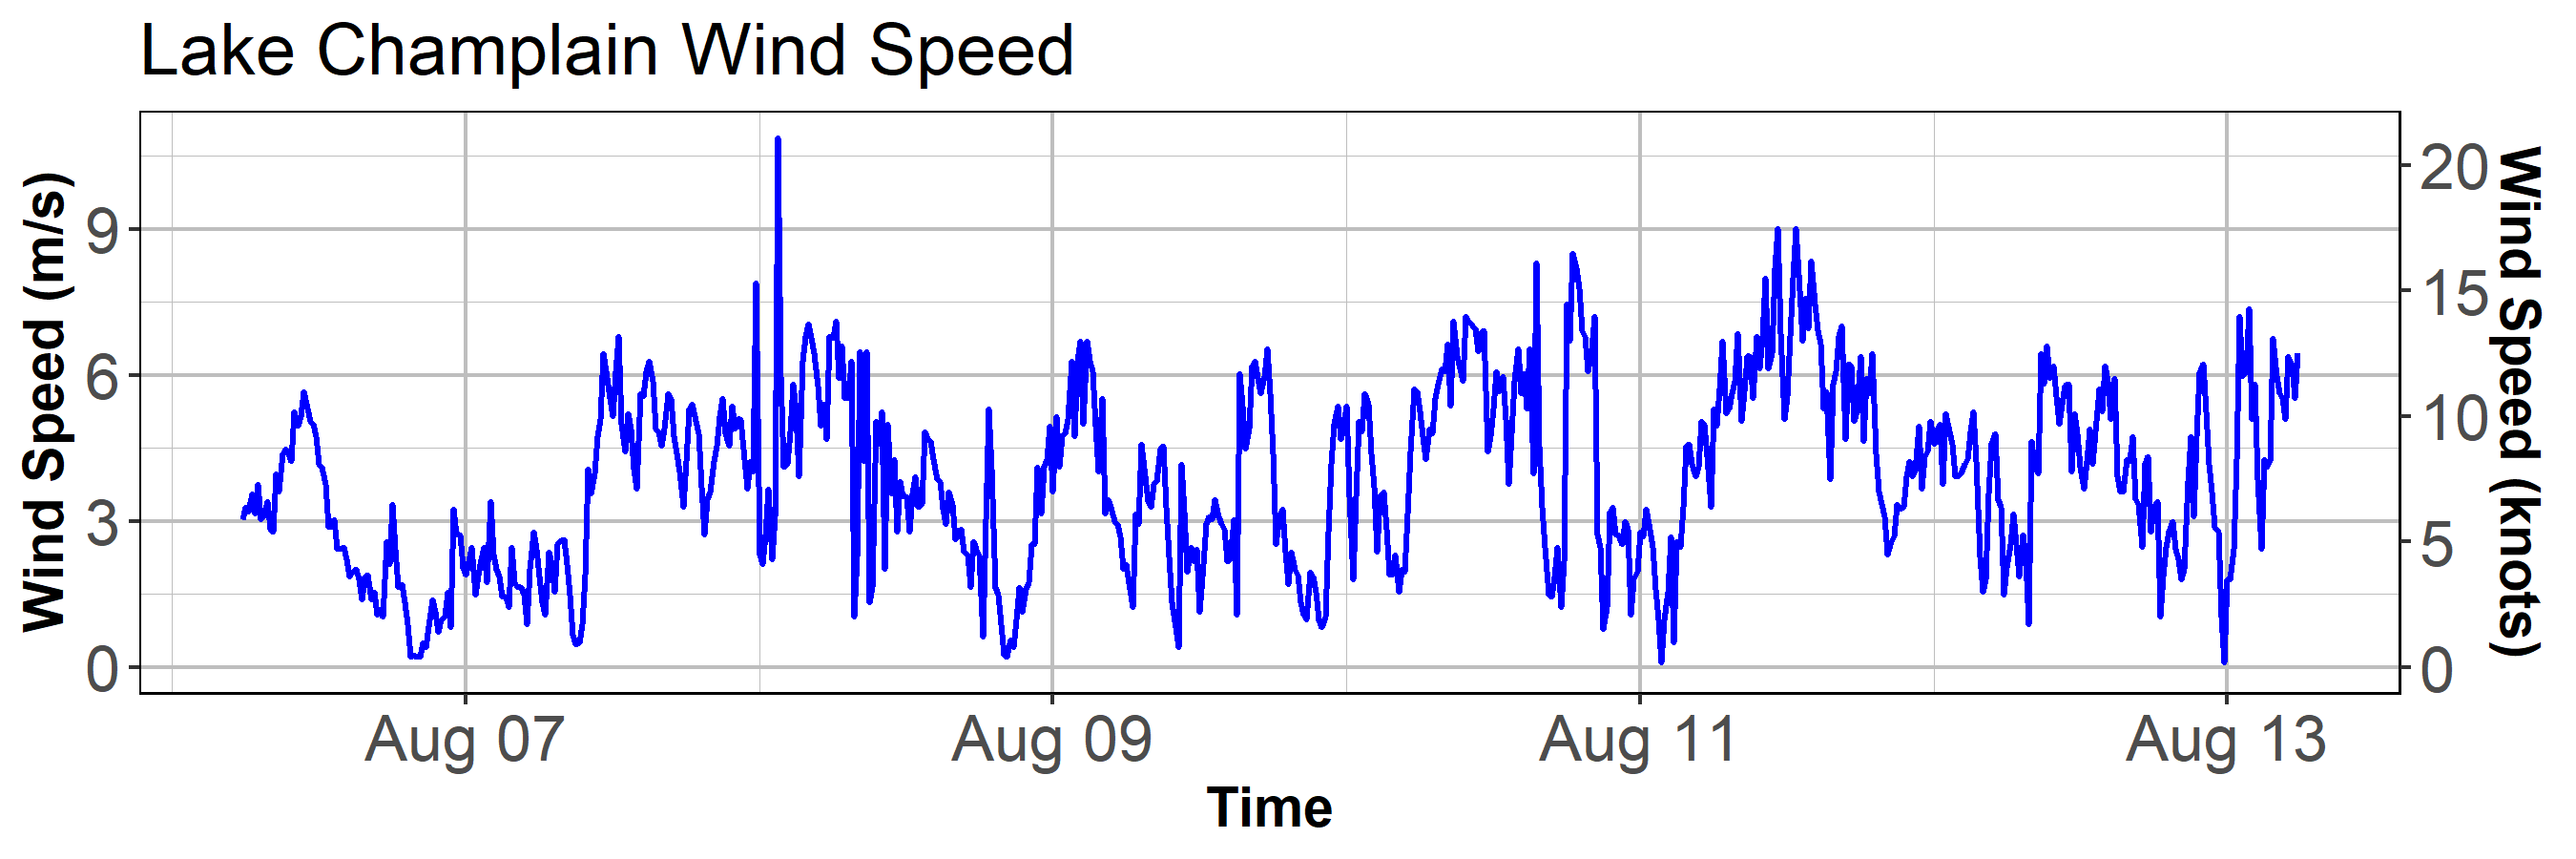 Lake Champlain Wind Speed
Wind Speed (m/s)
9
6
3
0
20
15
10
5
0
Wind Speed (knots)
Aug 07
Aug 09
Aug 11
Aug 13
Time